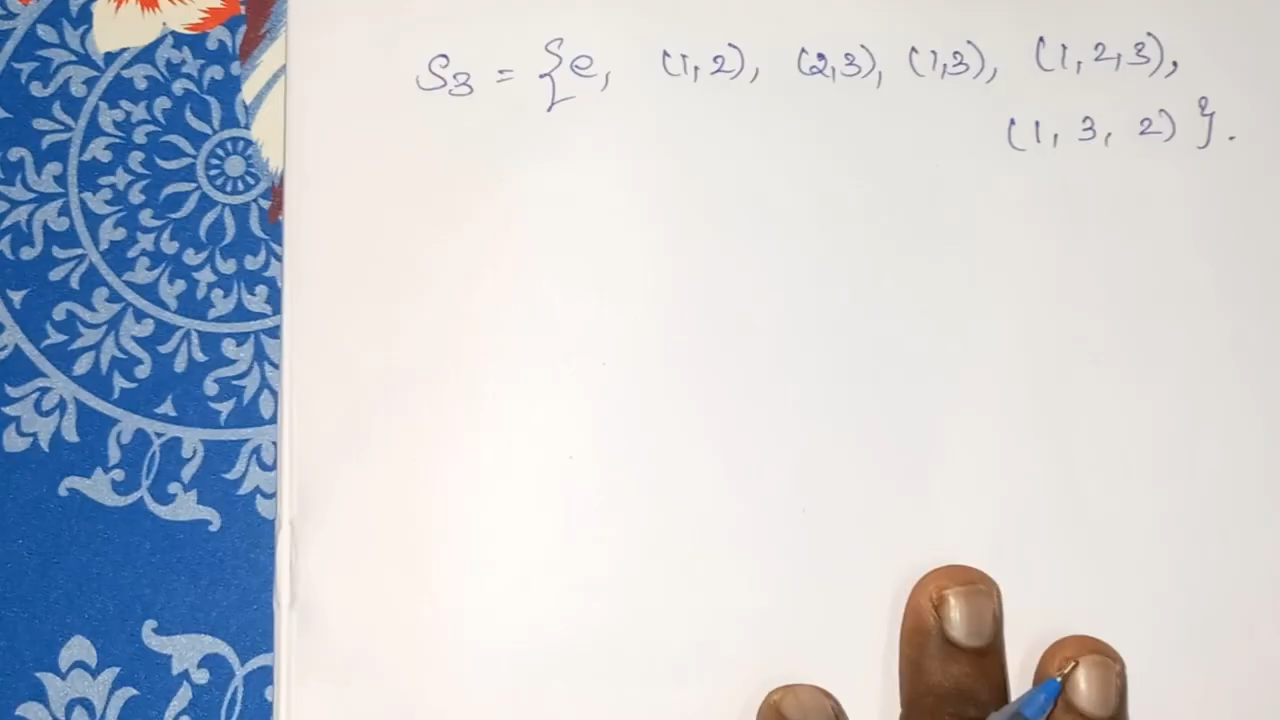 S3 = {e, (1, 2), (2,3), (1,3), (1, 2,3),
(1, 3, 2) }.